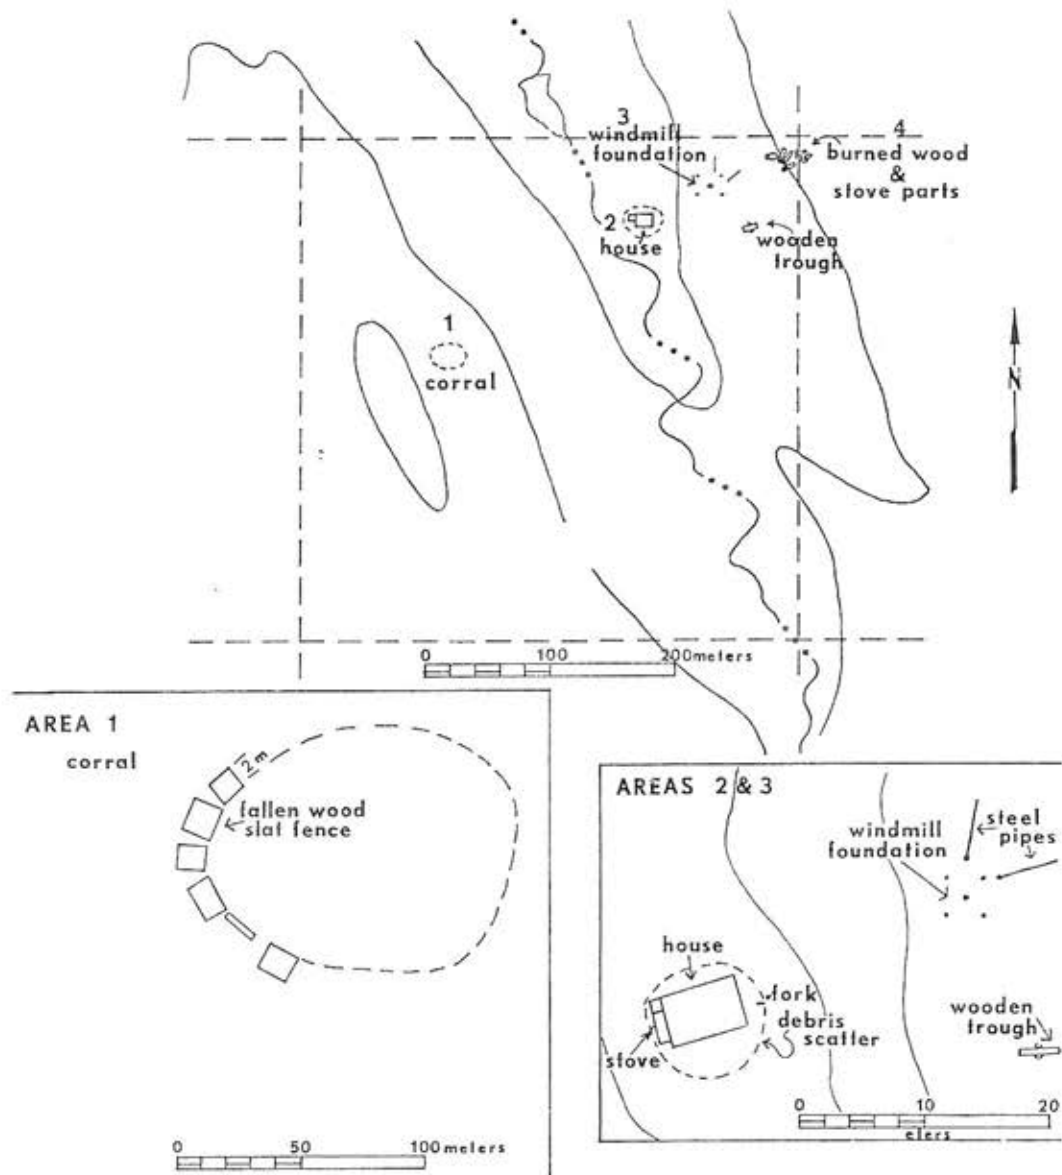 3
windmill
foundation
4
burned wood
&
stove parts
2
house
wooden
trough
1
corral
N
0 100 200meters
AREA 1
corral
2m
fallen wood
slat fence
0 50 100meters
AREAS 2 & 3
steel
pipes
windmill
foundation
house
fork
debris
scatter
stove
wooden
trough
0 10 20
eters